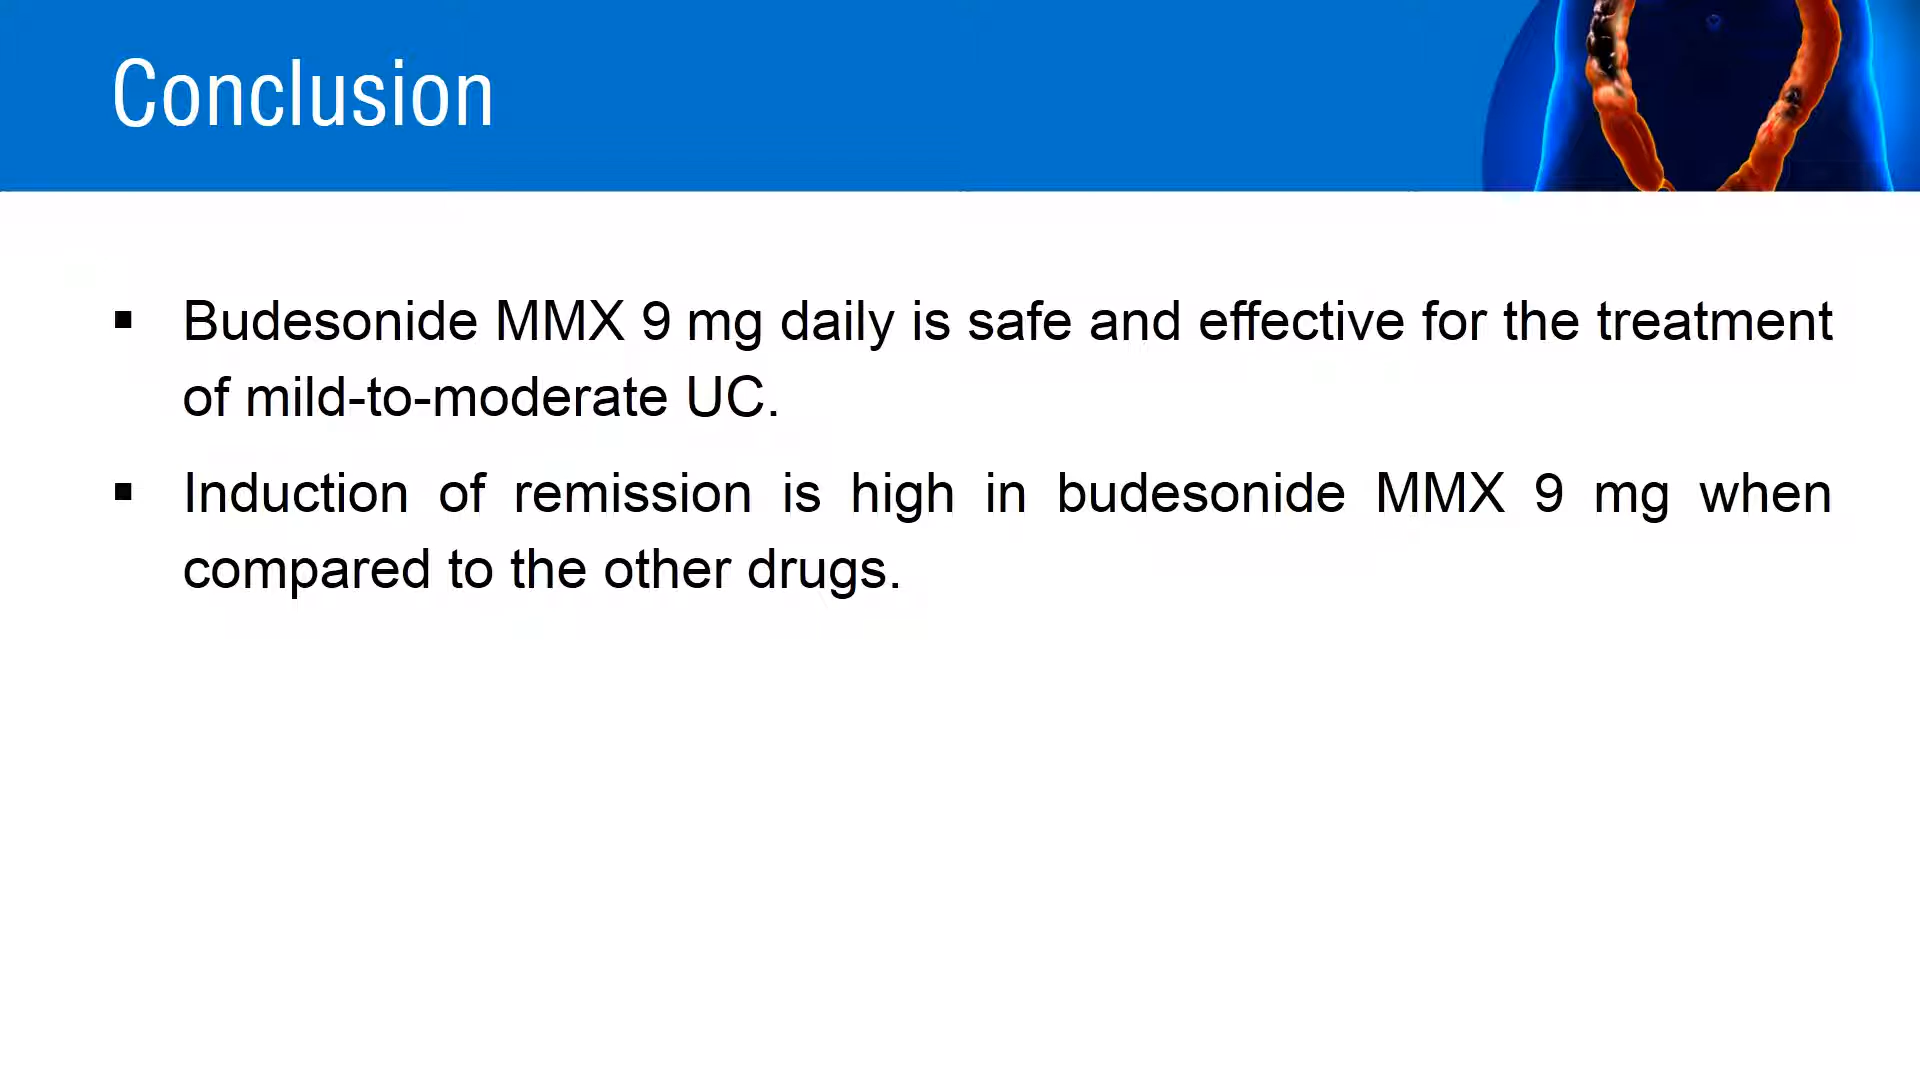 Conclusion
▪ Budesonide MMX 9 mg daily is safe and effective for the treatment
of mild-to-moderate UC.
▪ Induction of remission is high in budesonide MMX 9 mg when
compared to the other drugs.